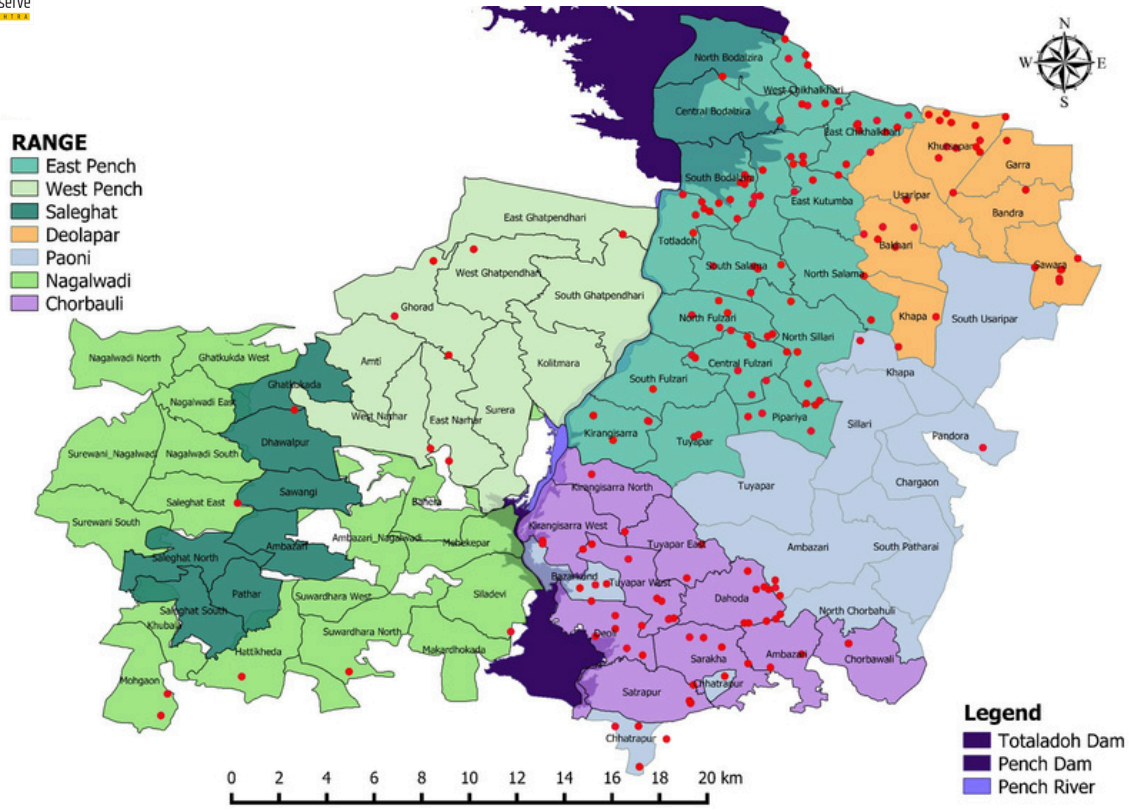 serve
HTRA
N
W E
S
RANGE
East Pench
West Pench
Saleghat
Deolapar
Paoni
Nagalwadi
Chorbauli
North Bodalzira
West Chikhalkhari
Central Bodalzira
East Chikhalkhari
Garra
South Bodalzira
Usaripar
East Kutumba
Bandra
East Ghatpendhari
Totladoh
Bakhari
West Ghatpendhari
South Salama
North Salama
Sawara
South Ghatpendhari
Ghorad
North Fulzari
Khapa
South Usaripar
North Sillari
Nagalwadi North
Ghatkukda West
Amti
Kolitmara
Central Fulzari
Khapa
Ghatkukada
South Fulzari
Nagalwadi East
West Narhar
East Narhar
Surera
Pipariya
Sillari
Dhawalpur
Kirangisarra
Tuyapar
Pandora
Surewani_Nagalwadi
Nagalwadi South
Sawangi
Kirangisarra North
Tuyapar
Chargaon
Saleghat East
Banera
Surewani South
Kirangisarra West
Ambazari_Nagalwadi
Mahekepar
Tuyapar East
Ambazari
South Patharai
Ambazari
Saleghat North
Bazarkund
Tuyapar West
Pathar
Suwardhara West
Siladevi
Dahoda
Saleghat South
North Chorbahuli
Khubala
Suwardhara North
Deoli
Hattikheda
Makardhokada
Sarakha
Ambazari
Chorbawali
Mohgaon
Satrapur
Chhatrapur
Chhatrapur
0 2 4 6 8 10 12 14 16 18 20 km
Legend
Totaladoh Dam
Pench Dam
Pench River